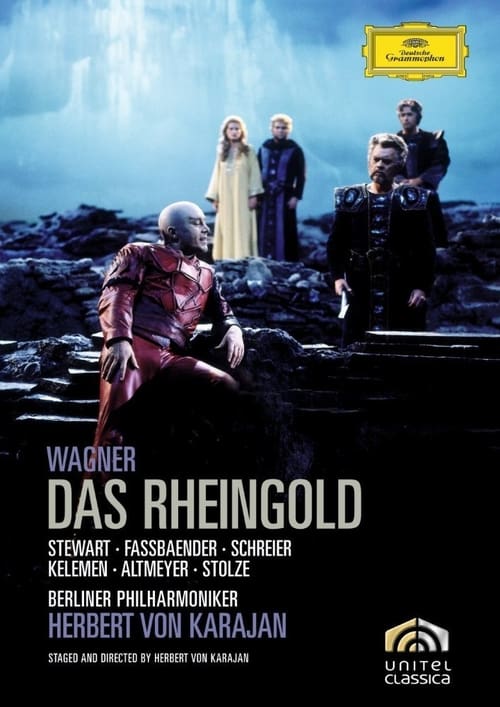 Deutsche
Grammophon
WAGNER
DAS RHEINGOLD
STEWART · FASSBAENDER · SCHREIER
KELEMEN · ALTMEYER · STOLZE
BERLINER PHILHARMONIKER
HERBERT VON KARAJAN
STAGED AND DIRECTED BY HERBERT VON KARAJAN
UNITEL
CLASSICA